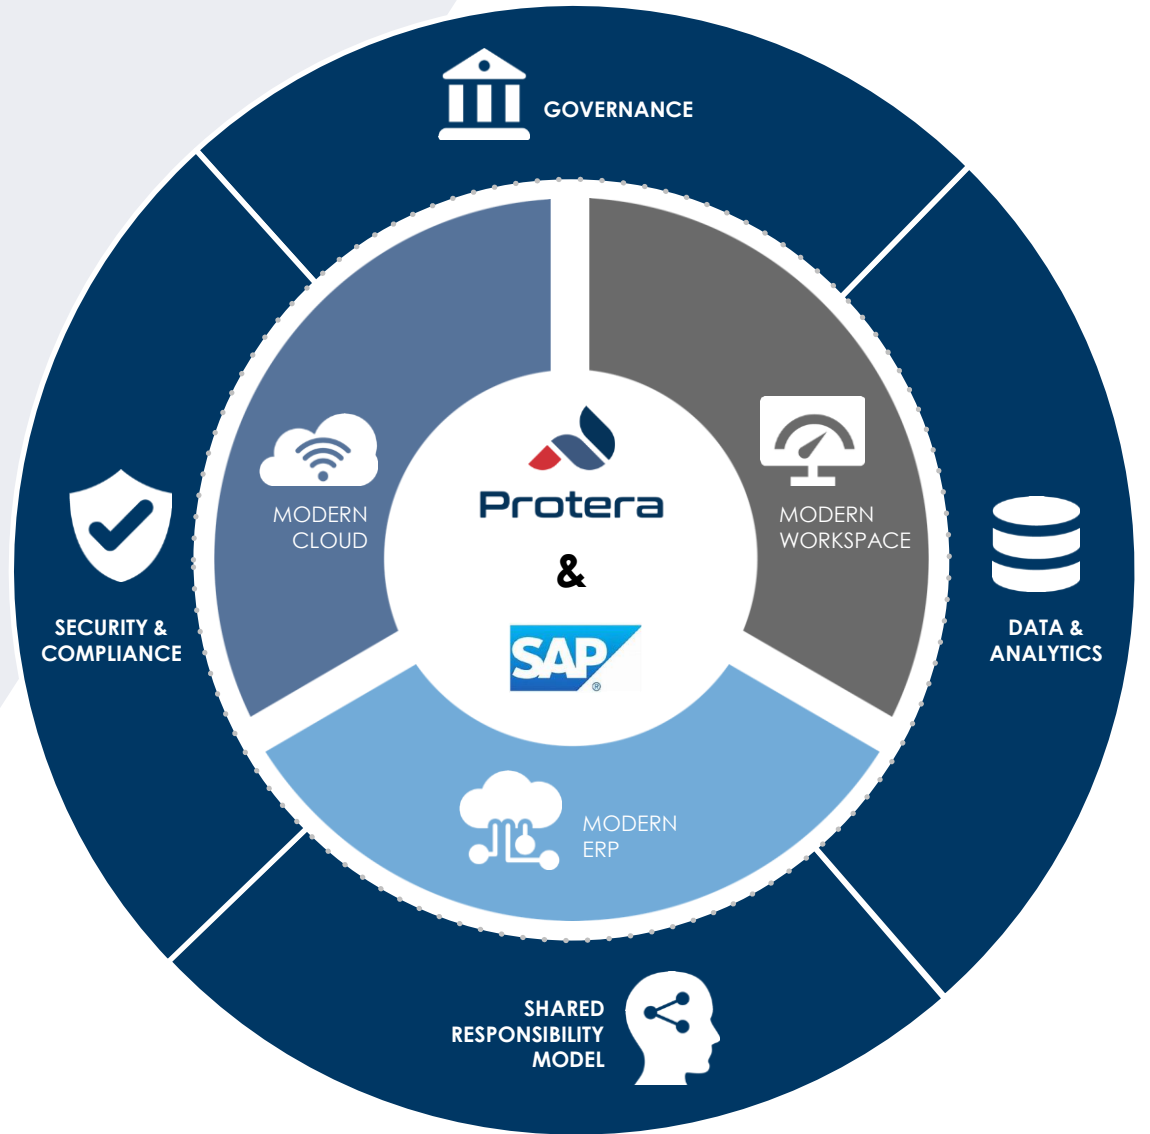 GOVERNANCE
MODERN
CLOUD
MODERN
WORKSPACE
Protera
&
SAP
®
SECURITY &
COMPLIANCE
DATA &
ANALYTICS
MODERN
ERP
SHARED
RESPONSIBILITY
MODEL